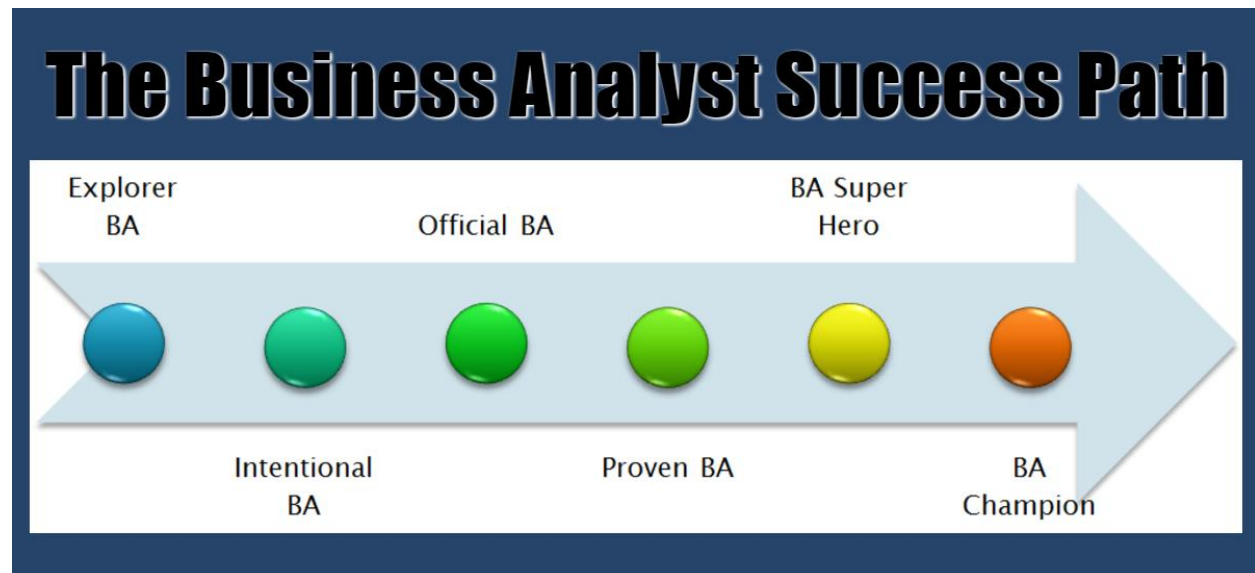 The Business Analyst Success Path
Explorer
BA
Intentional
BA
Official BA
Proven BA
BA Super
Hero
BA
Champion